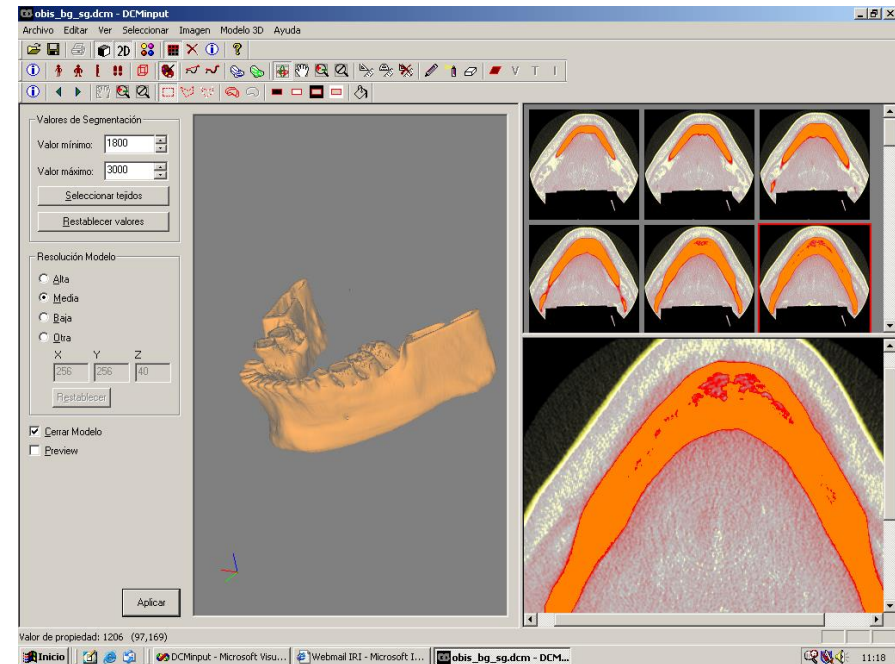 obis_bg_sg.dcm - DCMinput
Archivo Editar Ver Seleccionar Imagen Modelo 3D Ayuda
2D
V T I
Valores de Segmentación
Valor mínimo: 1800
Valor máximo: 3000
Seleccionar tejidos
Restablecer valores
Resolución Modelo
Alta
Media
Baja
Otra
X Y Z
256 256 40
Restablecer
Cerrar Modelo
Preview
Aplicar
Valor de propiedad: 1206 (97,169)
Inicio DCMinput - Microsoft Visu... Webmail IRI - Microsoft I... obis_bg_sg.dcm - DCM... 11:18